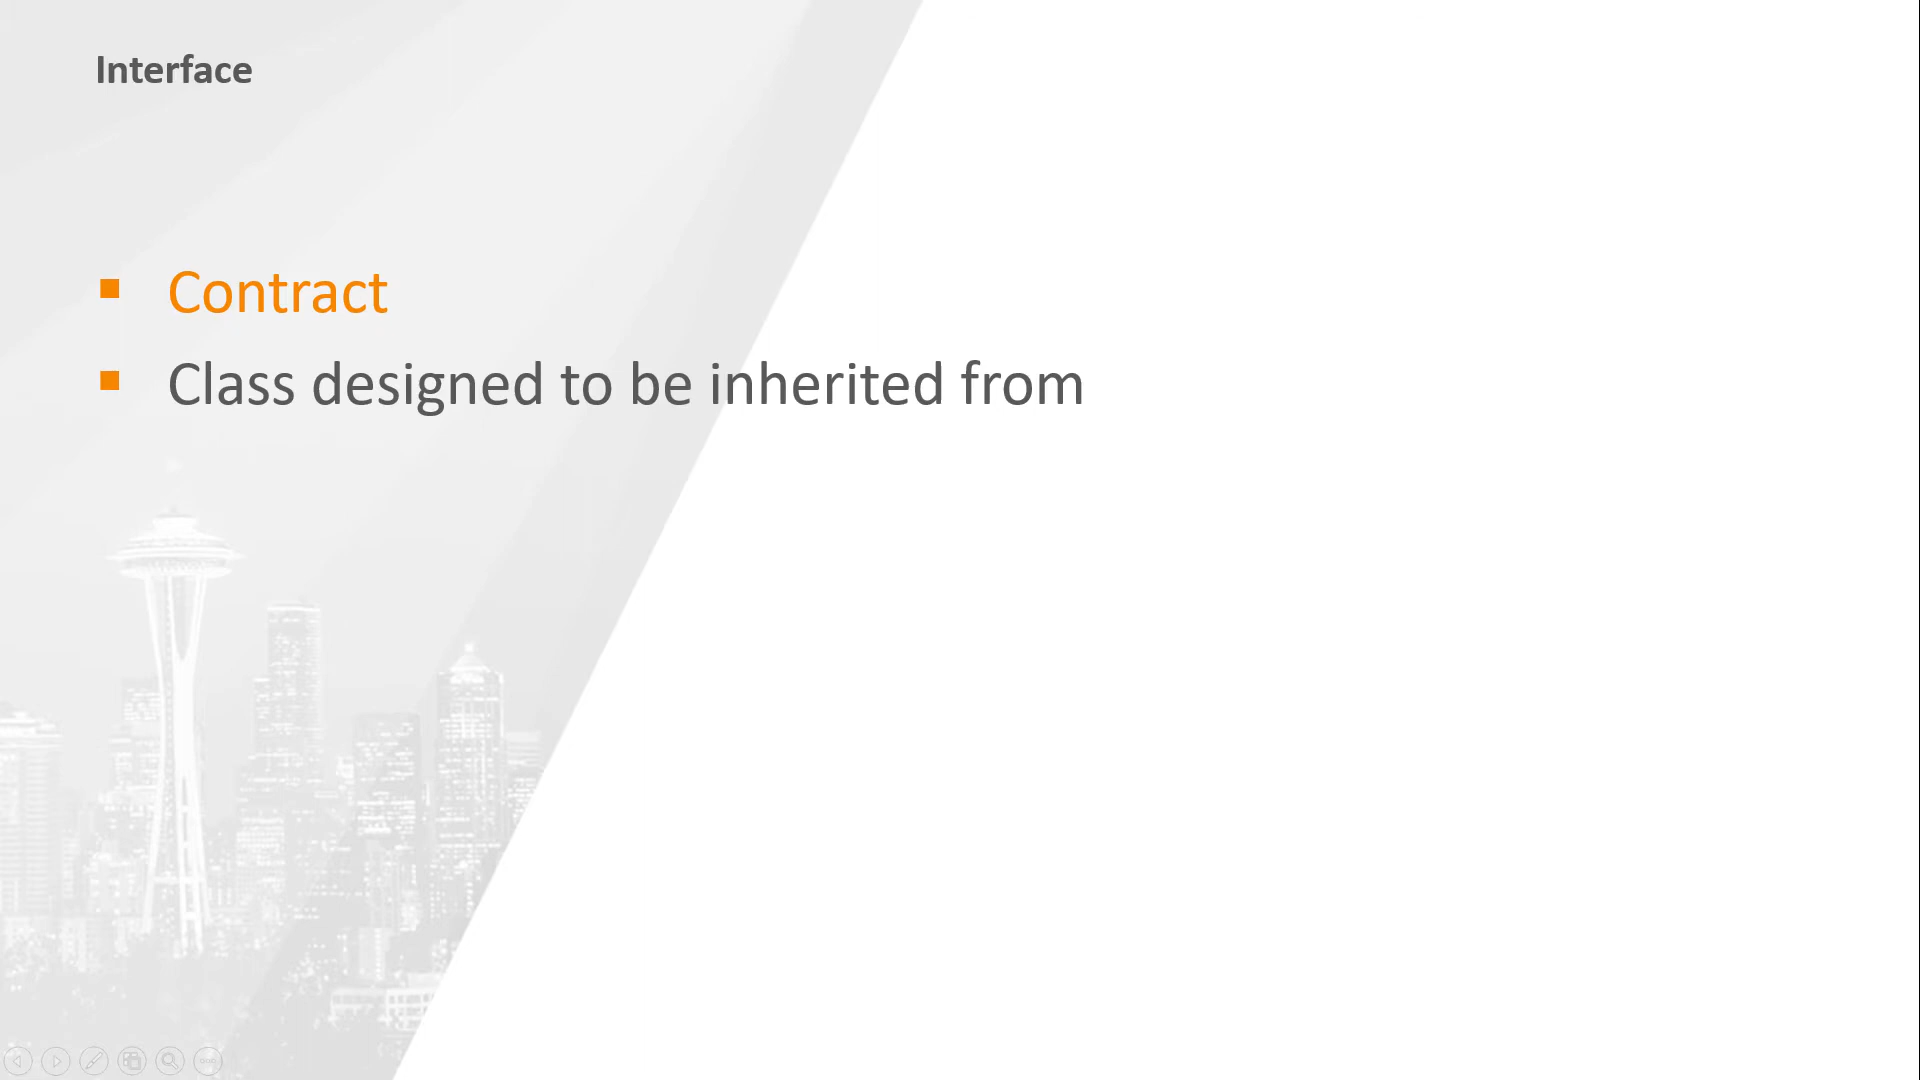 Interface
Contract
Class designed to be inherited from